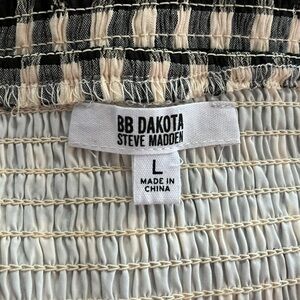 BB DAKOTA
STEVE MADDEN
L
MADE IN
CHINA